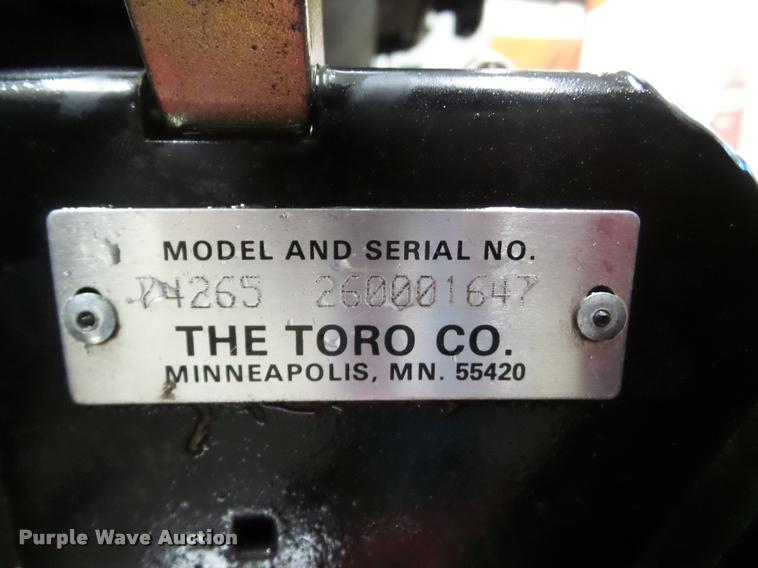 MODEL AND SERIAL NO.
74265 260001647
THE TORO CO.
MINNEAPOLIS, MN. 55420
Purple Wave Auction